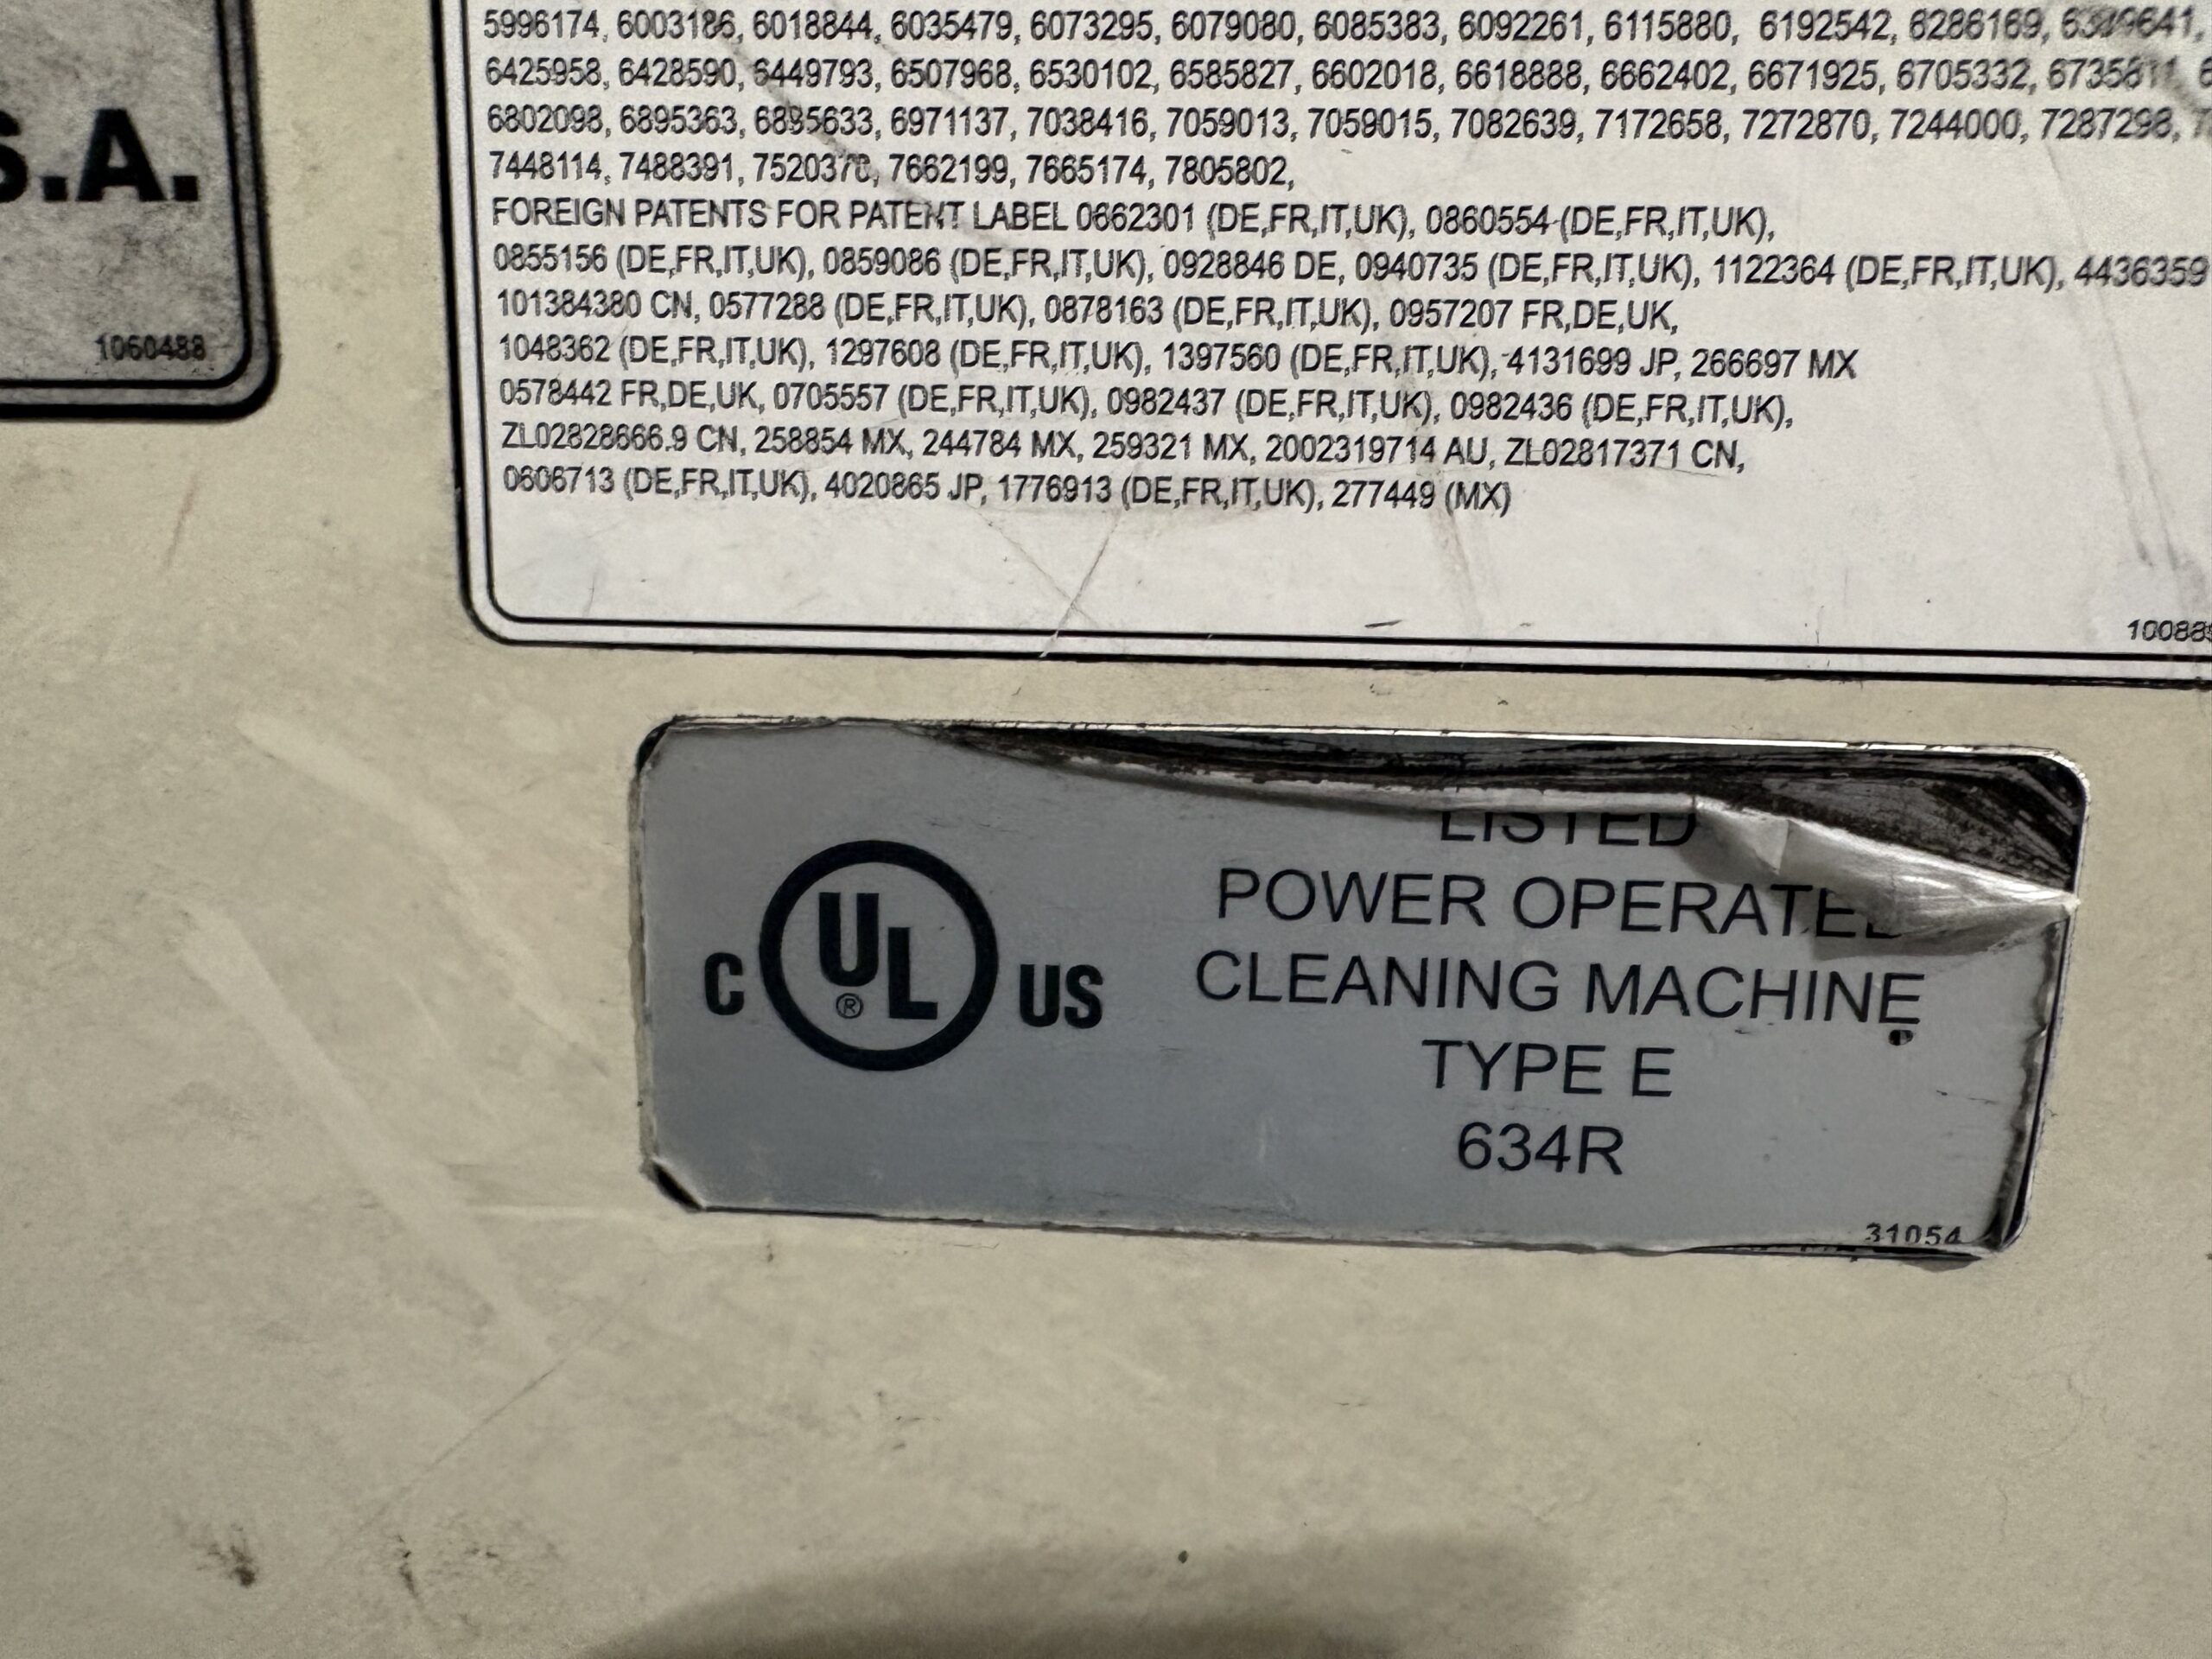 S.A.
1060488
5996174, 6003186, 6018844, 6035479, 6073295, 6079080, 6085383, 6092261, 6115880, 6192542, 6286169,
6425958, 6428590, 6449793, 6507968, 6530102, 6585827, 6602018, 6618888, 6662402, 6671925, 6705332,
6802098, 6895363, 6895633, 6971137, 7038416, 7059013, 7059015, 7082639, 7172658, 7272870, 7244000, 7287298,
7448114, 7488391, 7662199, 7665174, 7805802,
FOREIGN PATENTS FOR PATENT LABEL 0662301 (DE,FR,IT,UK), 0860554 (DE,FR,IT,UK),
0855156 (DE,FR,IT,UK), 0859086 (DE,FR,IT,UK), 0928846 DE, 0940735 (DE,FR,IT,UK), 1122364 (DE,FR,IT,UK), 4436359
101384380 CN, 0577288 (DE,FR,IT,UK), 0878163 (DE,FR,IT,UK), 0957207 FR,DE,UK,
1048362 (DE,FR,IT,UK), 1297608 (DE,FR,IT,UK), 1397560 (DE,FR,IT,UK), 4131699 JP, 266697 MX
0578442 FR,DE,UK, 0705557 (DE,FR,IT,UK), 0982437 (DE,FR,IT,UK), 0982436 (DE,FR,IT,UK),
ZL02828666.9 CN, 258854 MX, 244784 MX, 259321 MX, 2002319714 AU, ZL02817371 CN,
0606713 (DE,FR,IT,UK), 4020865 JP, 1776913 (DE,FR,IT,UK), 277449 (MX)
C UL ® US
LISTED
POWER OPERATED
CLEANING MACHINE
TYPE E
634R
31054